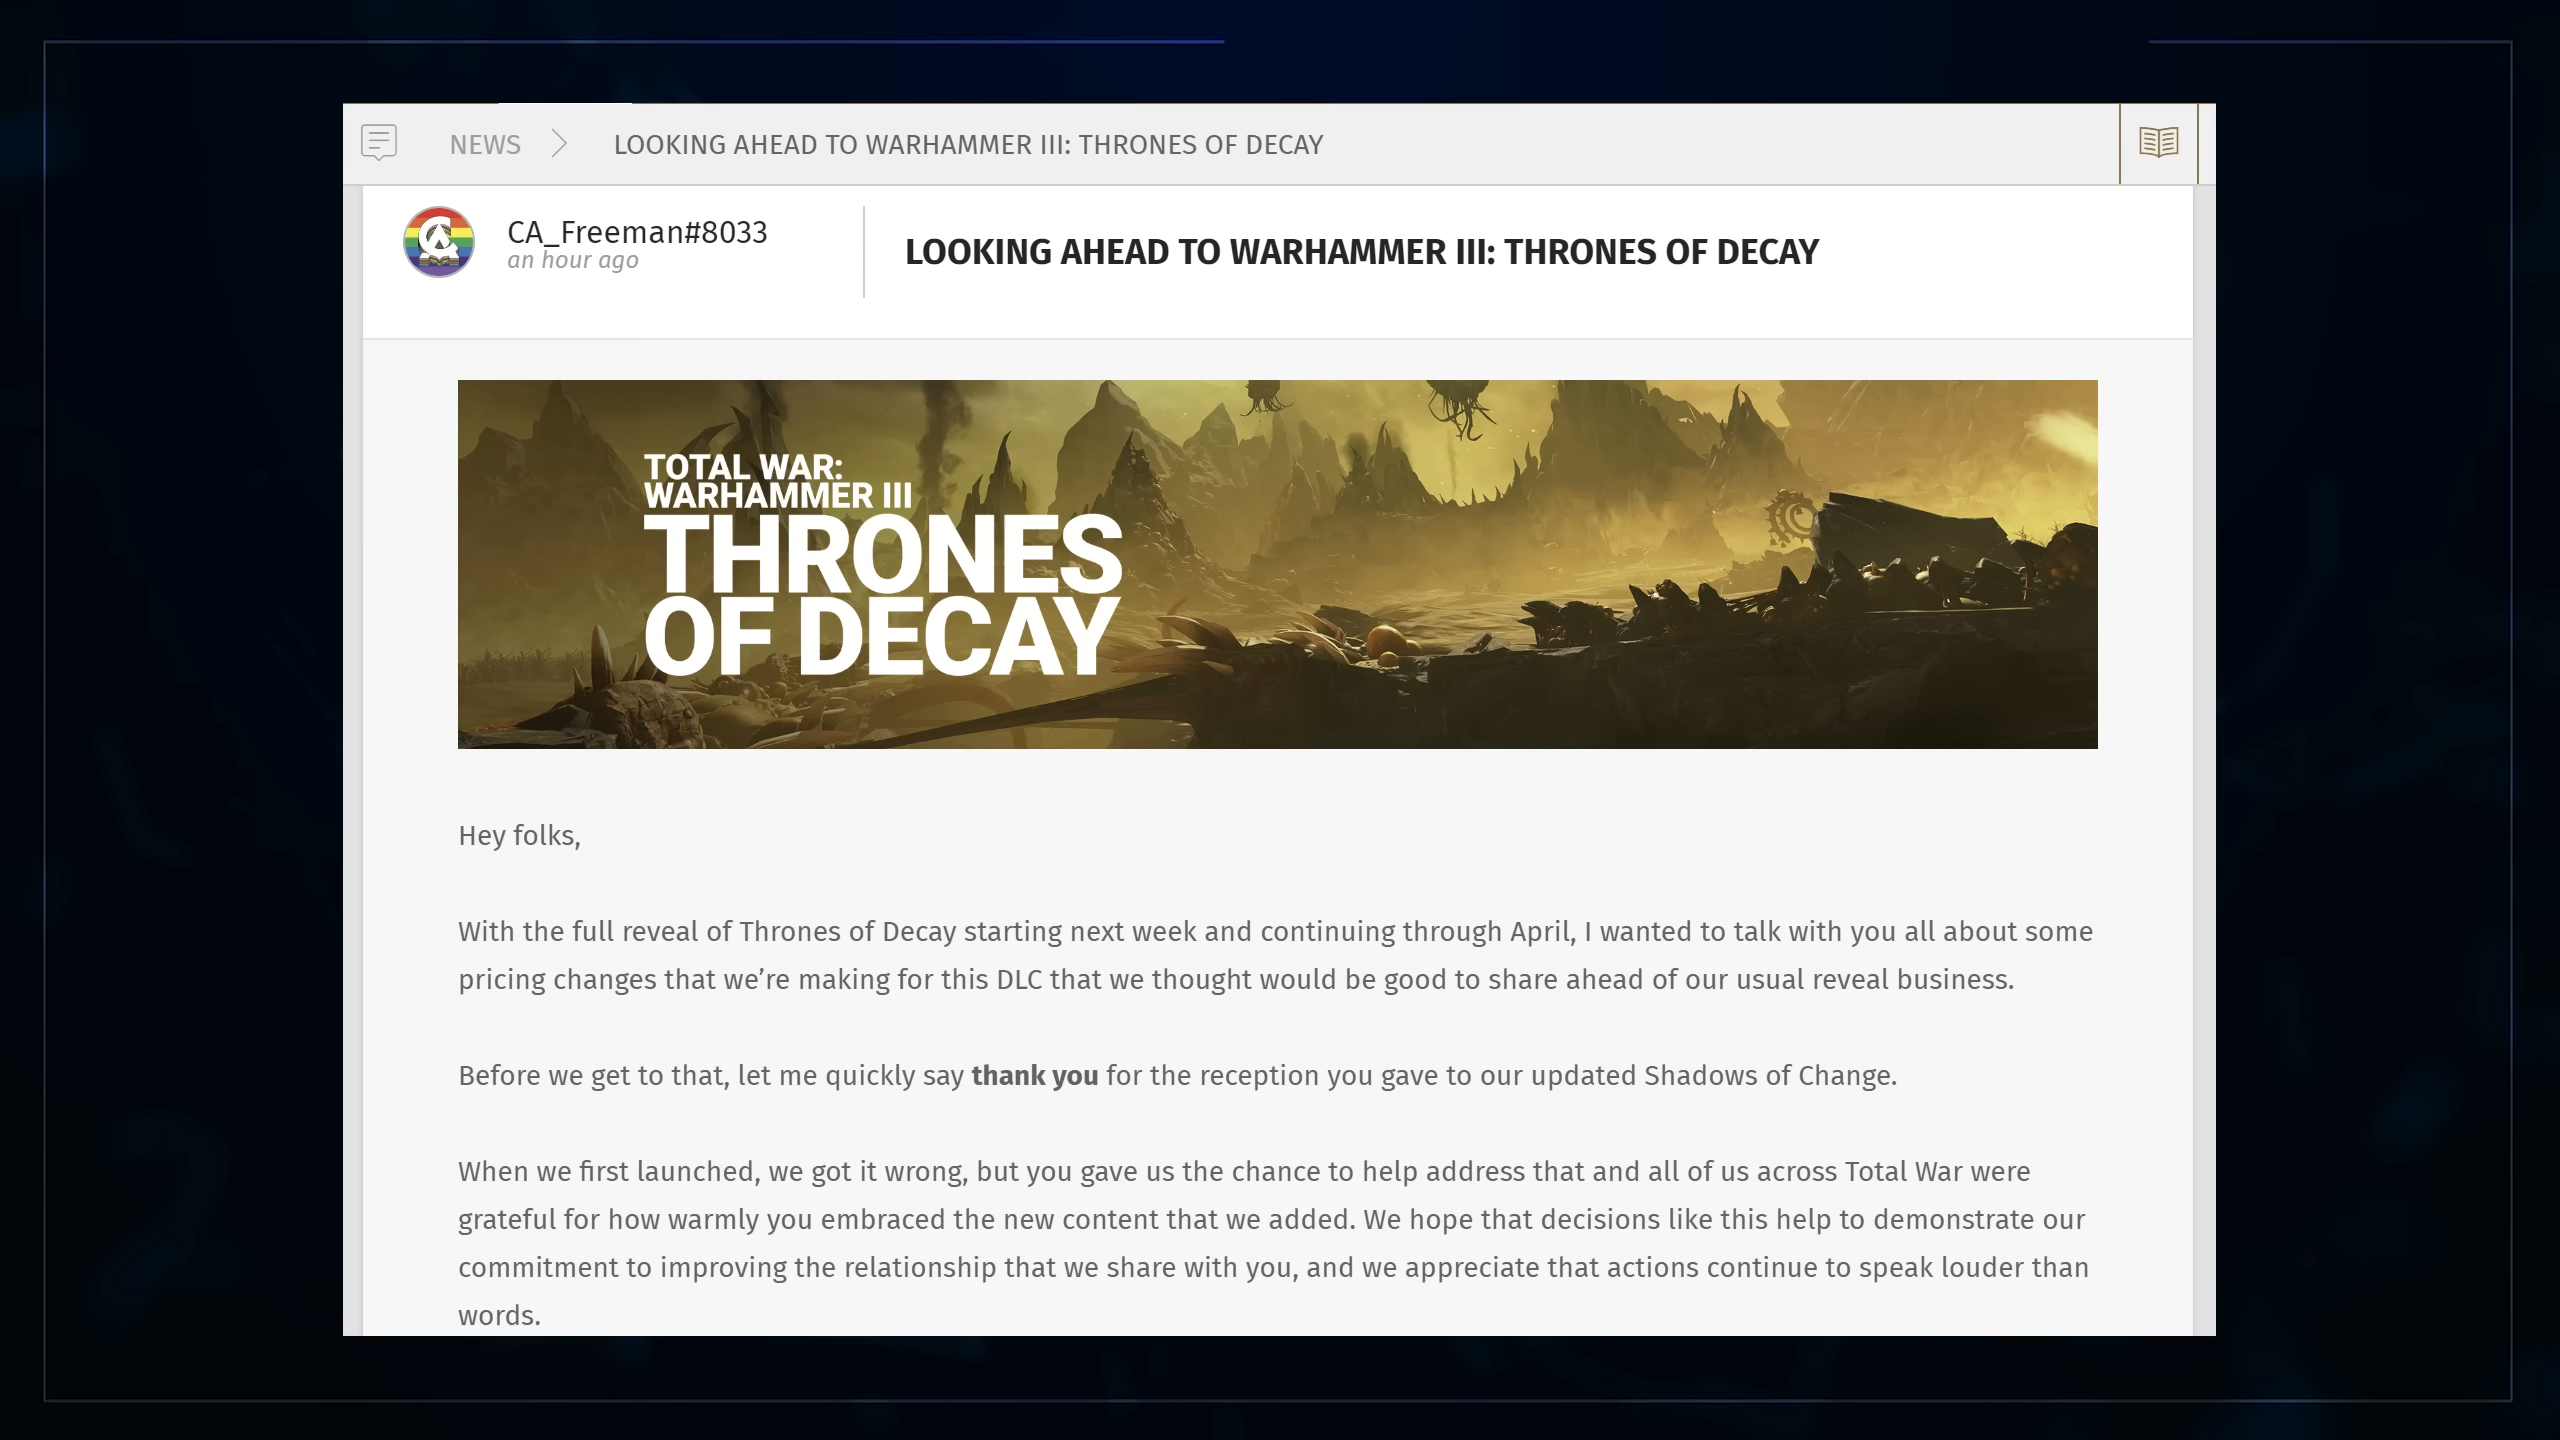 NEWS
LOOKING AHEAD TO WARHAMMER III: THRONES OF DECAY
CA_Freeman#8033
an hour ago
LOOKING AHEAD TO WARHAMMER III: THRONES OF DECAY
TOTAL WAR:
WARHAMMER III
THRONES
OF DECAY
Hey folks,
With the full reveal of Thrones of Decay starting next week and continuing through April, I wanted to talk with you all about some
pricing changes that we’re making for this DLC that we thought would be good to share ahead of our usual reveal business.
Before we get to that, let me quickly say thank you for the reception you gave to our updated Shadows of Change.
When we first launched, we got it wrong, but you gave us the chance to help address that and all of us across Total War were
grateful for how warmly you embraced the new content that we added. We hope that decisions like this help to demonstrate our
commitment to improving the relationship that we share with you, and we appreciate that actions continue to speak louder than
words.